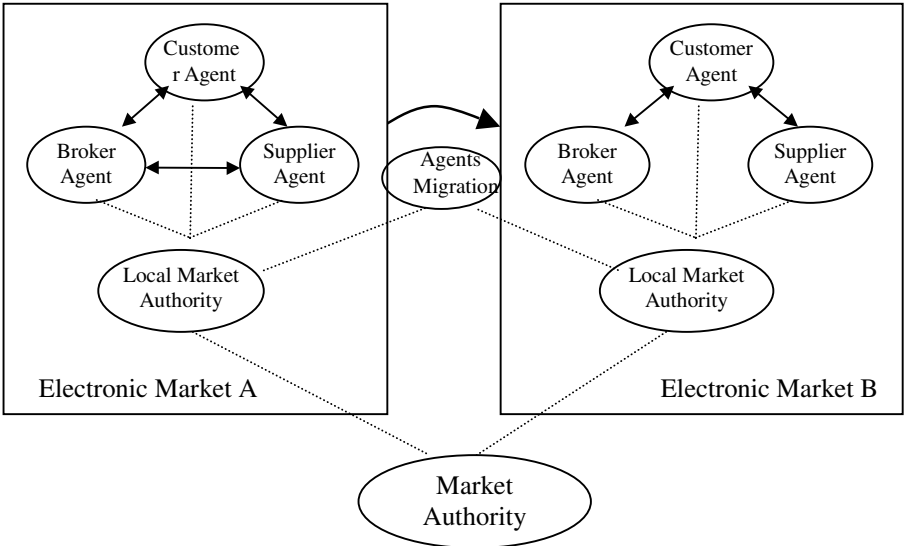 Custome
r Agent
Broker
Agent
Supplier
Agent
Local Market
Authority
Electronic Market A
Agents
Migration
Customer
Agent
Broker
Agent
Supplier
Agent
Local Market
Authority
Electronic Market B
Market
Authority